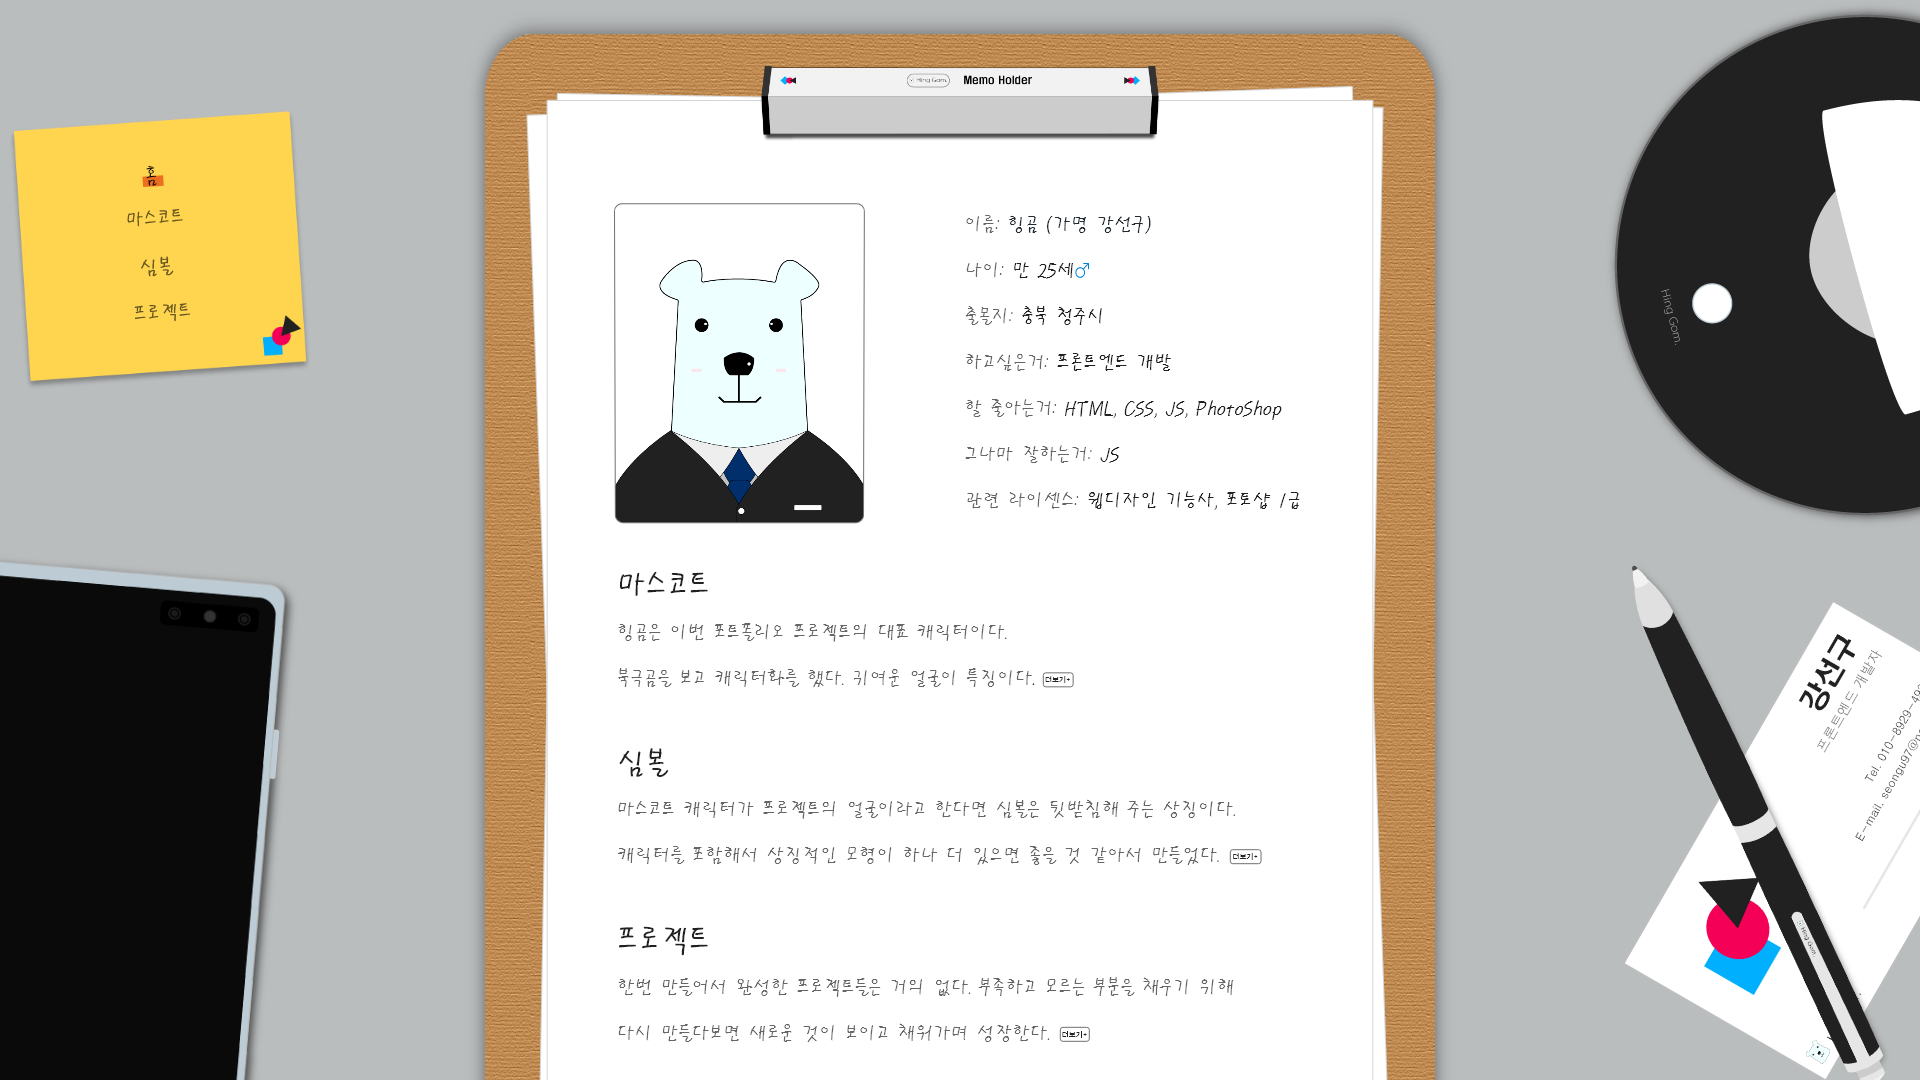 홈
마스코트
심볼
프로젝트
Hing Gom.
Memo Holder
이름: 힝곰 (가명 강선구)
나이: 만 25세♂
출몰지: 충북 청주시
하고싶은거: 프론트엔드 개발
할 줄아는거: HTML, CSS, JS, PhotoShop
그나마 잘하는거: JS
관련 라이센스: 웹디자인 기능사, 포토샵 1급
마스코트
힝곰은 이번 포트폴리오 프로젝트의 대표 캐릭터이다.
북극곰을 보고 캐릭터화를 했다. 귀여운 얼굴이 특징이다. 더보기+
심볼
마스코트 캐릭터가 프로젝트의 얼굴이라고 한다면 심볼은 뒷받침해 주는 상징이다.
캐릭터를 포함해서 상징적인 모형이 하나 더 있으면 좋을 것 같아서 만들었다. 더보기+
프로젝트
한번 만들어서 완성한 프로젝트들은 거의 없다. 부족하고 모르는 부분을 채우기 위해
다시 만들다보면 새로운 것이 보이고 채워가며 성장한다. 더보기+
Hing Gom.
강선구
프론트엔드 개발자
Tel. 010-8929-49
E-mail. seongu97@n
Hing Gom.